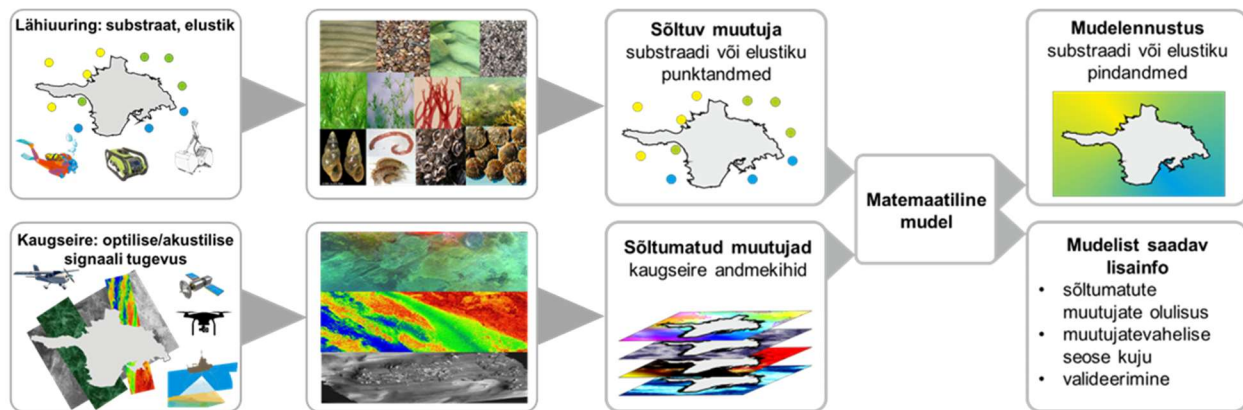 Lähiuuring: substraat, elustik
Sõltuv muutuja
substraadi või elustiku
punktandmed
Mudelennustus
substraadi või elustiku
pindandmed
Matemaatiline
mudel
Kaugseire: optilise/akustilise
signaali tugevus
Sõltumatud muutujad
kaugseire andmekihid
Mudelist saadav
lisainfo
• sõltumatute
muutujate olulisus
• muutujatevahelise
seose kuju
• valideerimine